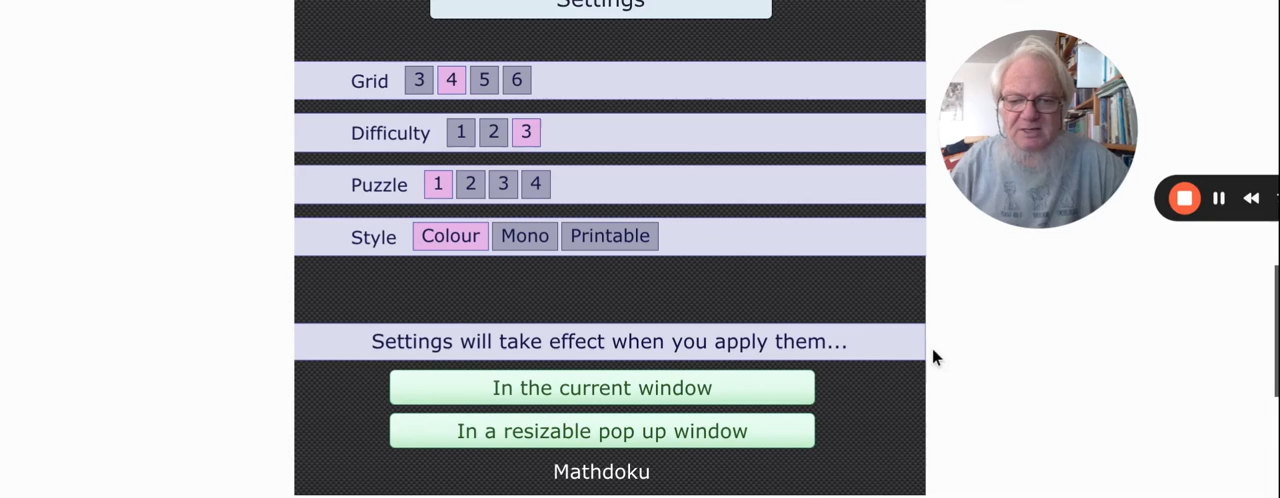 Settings
Grid 3 4 5 6
Difficulty 1 2 3
Puzzle 1 2 3 4
Style Colour Mono Printable
Settings will take effect when you apply them...
In the current window
In a resizable pop up window
Mathdoku